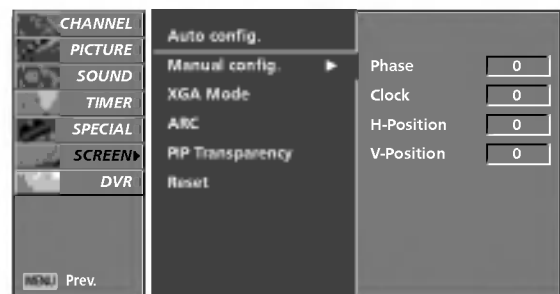 CHANNEL
PICTURE
SOUND
TIMER
SPECIAL
SCREEN
DVR
MENU Prev.
Auto config.
Manual config.
XGA Mode
ARC
PIP Transparency
Reset
Phase 0
Clock 0
H-Position 0
V-Position 0